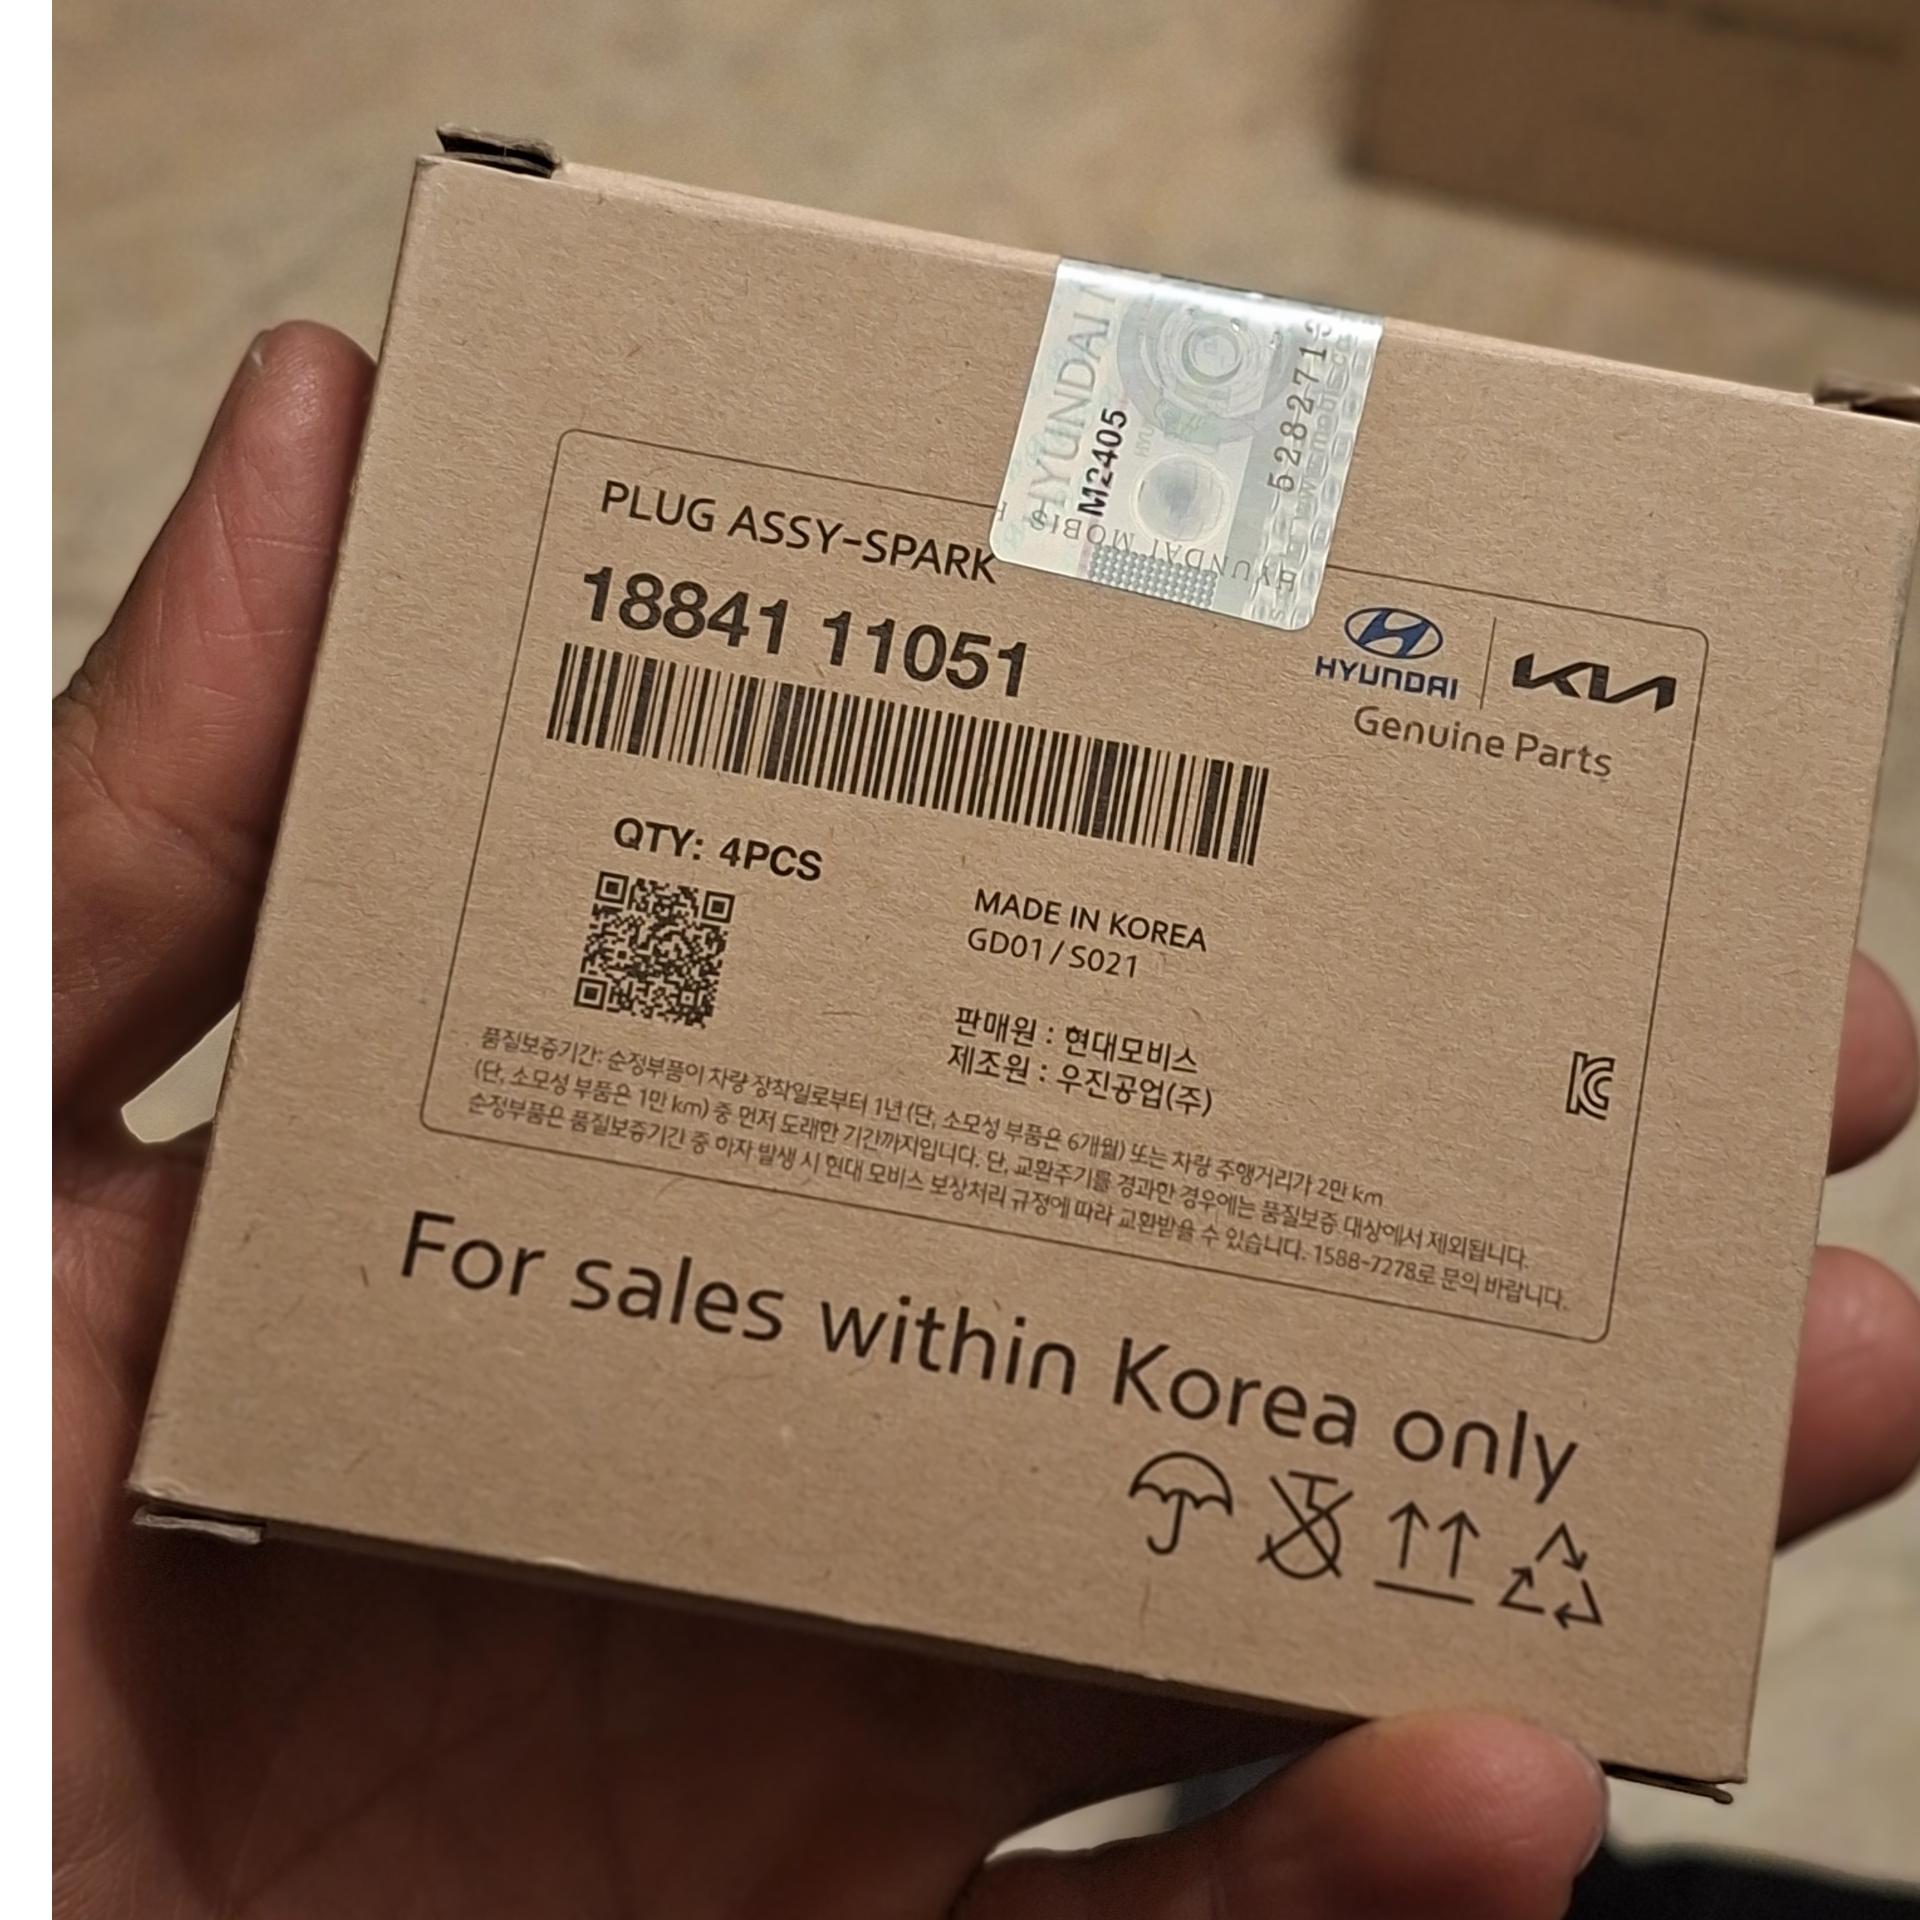 HYUNDAI
M2405
HYUNDAI MOBIS
PLUG ASSY-SPARK
18841 11051
HYUNDAI
KIA
Genuine Parts
QTY: 4PCS
MADE IN KOREA
GD01 / S021
판매원 : 현대모비스
제조원 : 우진공업(주)
품질보증기간: 순정부품이 차량 장착일로부터 1년 (단, 소모성 부품은 6개월) 또는 차량 주행거리가 2만 km
(단, 소모성 부품은 1만 km) 중 먼저 도래한 기간까지입니다. 단, 교환주기를 경과한 경우에는 품질보증 대상에서 제외됩니다.
순정부품은 품질보증기간 중 하자 발생 시 현대 모비스 보상처리 규정에 따라 교환받을 수 있습니다. 1588-7278로 문의 바랍니다.
For sales within Korea only